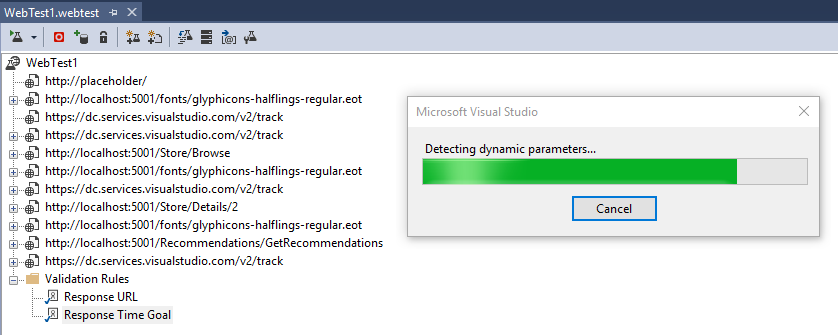 WebTest1.webtest
WebTest1
http://placeholder/
http://localhost:5001/fonts/glyphicons-halflings-regular.eot
https://dc.services.visualstudio.com/v2/track
https://dc.services.visualstudio.com/v2/track
http://localhost:5001/Store/Browse
http://localhost:5001/fonts/glyphicons-halflings-regular.eot
https://dc.services.visualstudio.com/v2/track
http://localhost:5001/Store/Details/2
http://localhost:5001/fonts/glyphicons-halflings-regular.eot
http://localhost:5001/Recommendations/GetRecommendations
https://dc.services.visualstudio.com/v2/track
Validation Rules
Response URL
Response Time Goal
Microsoft Visual Studio
Detecting dynamic parameters...
Cancel